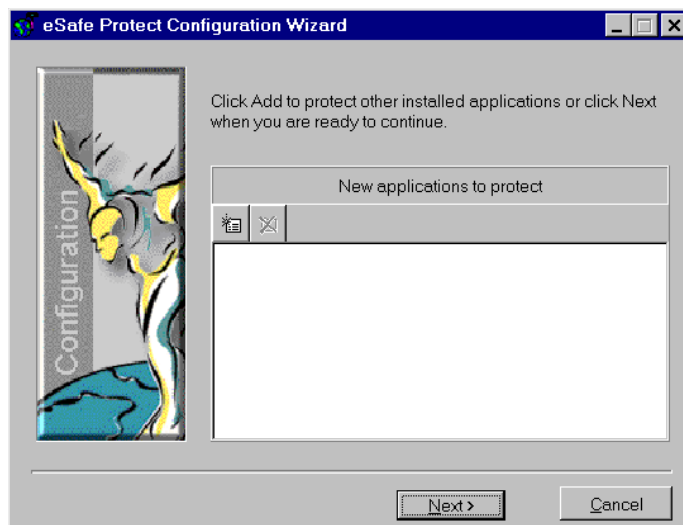 eSafe Protect Configuration Wizard
Click Add to protect other installed applications or click Next
when you are ready to continue.
New applications to protect
Configuration
Next >
Cancel